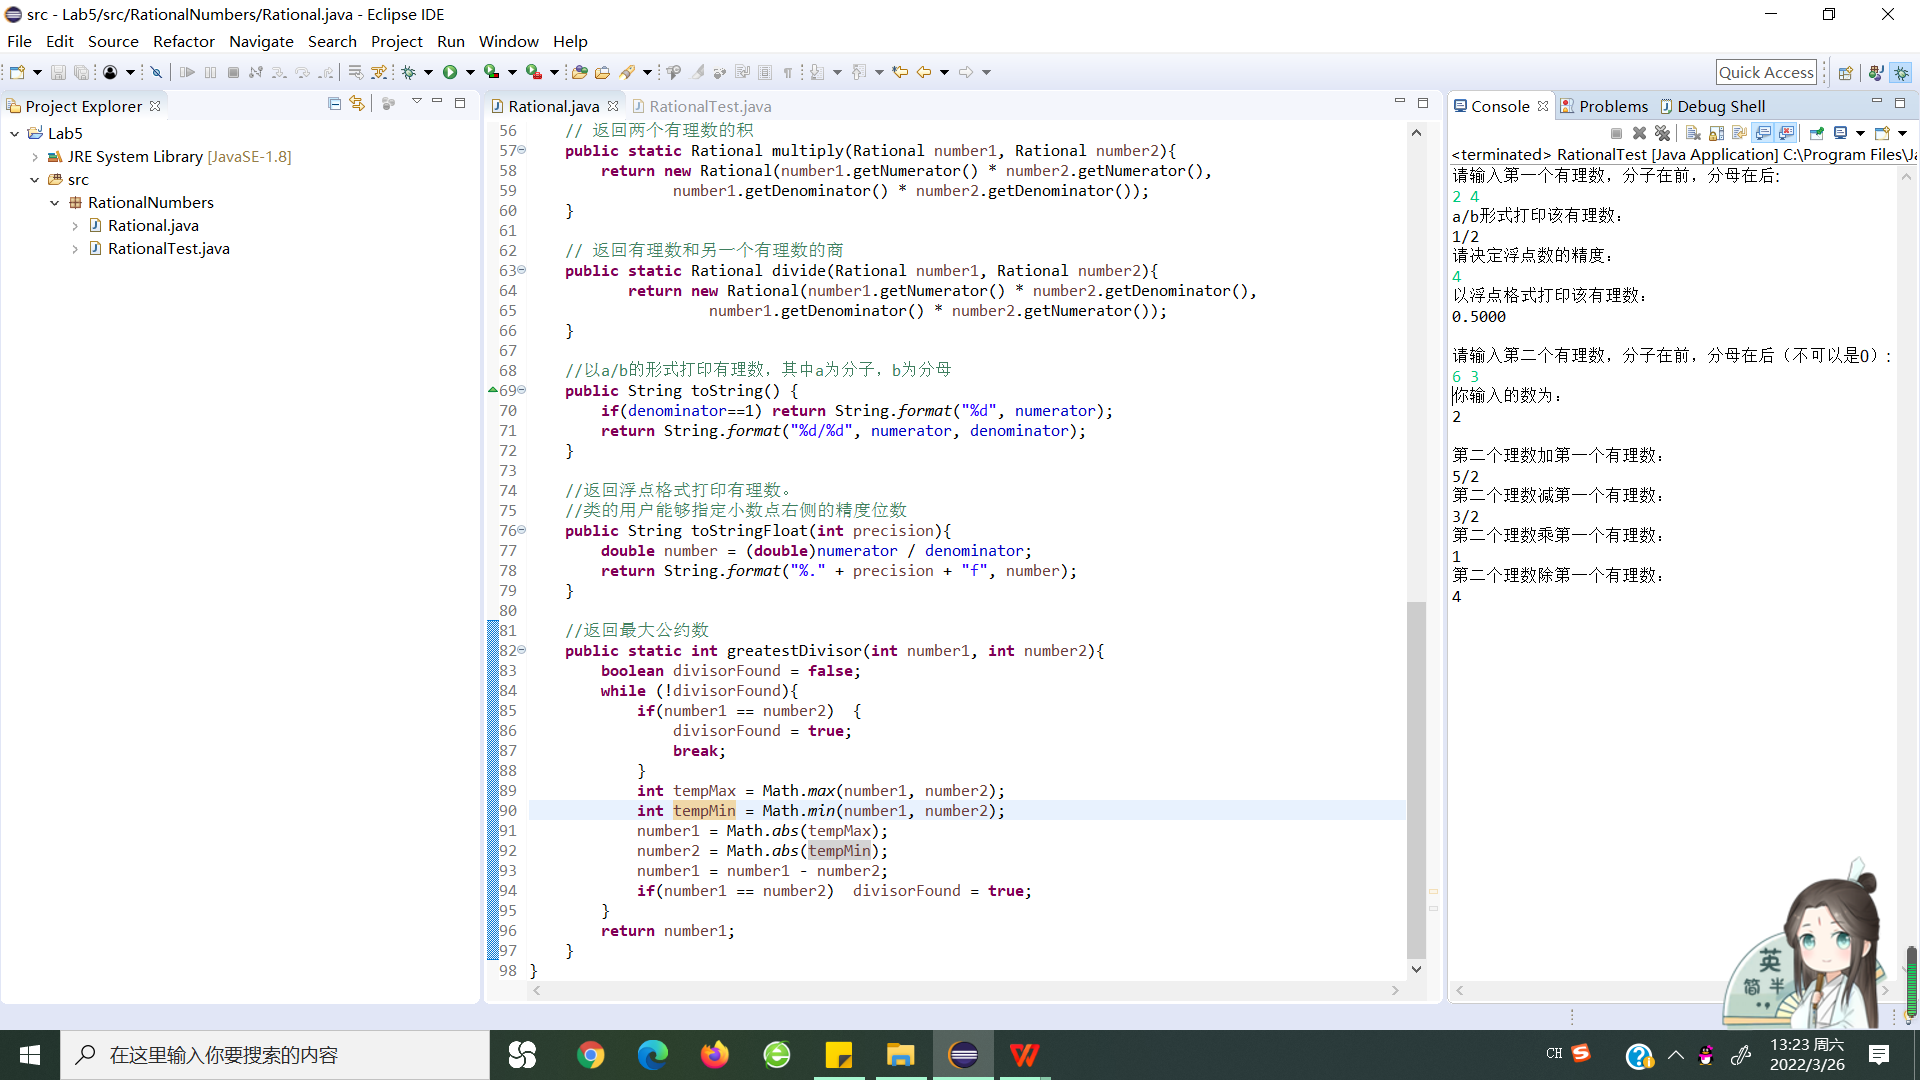 src - Lab5/src/RationalNumbers/Rational.java - Eclipse IDE
File Edit Source Refactor Navigate Search Project Run Window Help
Quick Access
Project Explorer
Lab5
JRE System Library [JavaSE-1.8]
src
RationalNumbers
Rational.java
RationalTest.java
Rational.java RationalTest.java
56 // 返回两个有理数的积
57 public static Rational multiply(Rational number1, Rational number2){
58 return new Rational(number1.getNumerator() * number2.getNumerator(),
59 number1.getDenominator() * number2.getDenominator());
60 }
61
62 // 返回有理数和另一个有理数的商
63 public static Rational divide(Rational number1, Rational number2){
64 return new Rational(number1.getNumerator() * number2.getDenominator(),
65 number1.getDenominator() * number2.getNumerator());
66 }
67
68 //以a/b的形式打印有理数，其中a为分子，b为分母
69 public String toString() {
70 if(denominator==1) return String.format("%d", numerator);
71 return String.format("%d/%d", numerator, denominator);
72 }
73
74 //返回浮点格式打印有理数。
75 //类的用户能够指定小数点右侧的精度位数
76 public String toStringFloat(int precision){
77 double number = (double)numerator / denominator;
78 return String.format("%." + precision + "f", number);
79 }
80
81 //返回最大公约数
82 public static int greatestDivisor(int number1, int number2){
83 boolean divisorFound = false;
84 while (!divisorFound){
85 if(number1 == number2) {
86 divisorFound = true;
87 break;
88 }
89 int tempMax = Math.max(number1, number2);
90 int tempMin = Math.min(number1, number2);
91 number1 = Math.abs(tempMax);
92 number2 = Math.abs(tempMin);
93 number1 = number1 - number2;
94 if(number1 == number2) divisorFound = true;
95 }
96 return number1;
97 }
98 }
Console Problems Debug Shell
<terminated> RationalTest [Java Application] C:\Program Files\Ja
请输入第一个有理数，分子在前，分母在后:
2 4
a/b形式打印该有理数：
1/2
请决定浮点数的精度：
4
以浮点格式打印该有理数：
0.5000
请输入第二个有理数，分子在前，分母在后（不可以是0）:
6 3
你输入的数为：
2
第二个理数加第一个有理数：
5/2
第二个理数减第一个有理数：
3/2
第二个理数乘第一个有理数：
1
第二个理数除第一个有理数：
4
英
简 半
在这里输入你要搜索的内容
CH
13:23 周六
2022/3/26